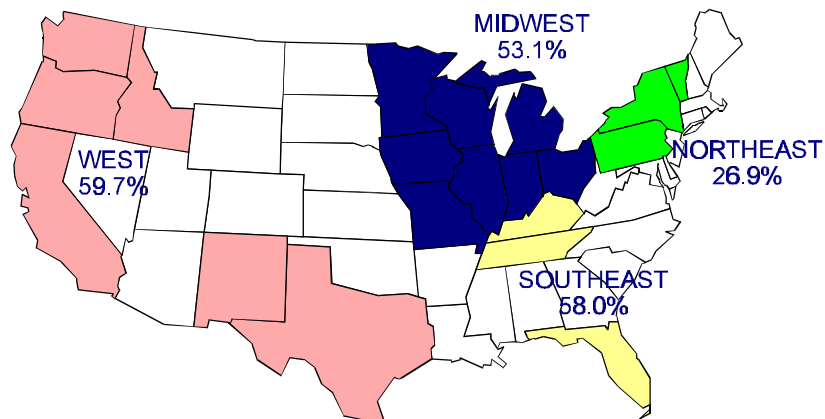 MIDWEST
53.1%
WEST
59.7%
NORTHEAST
26.9%
SOUTHEAST
58.0%